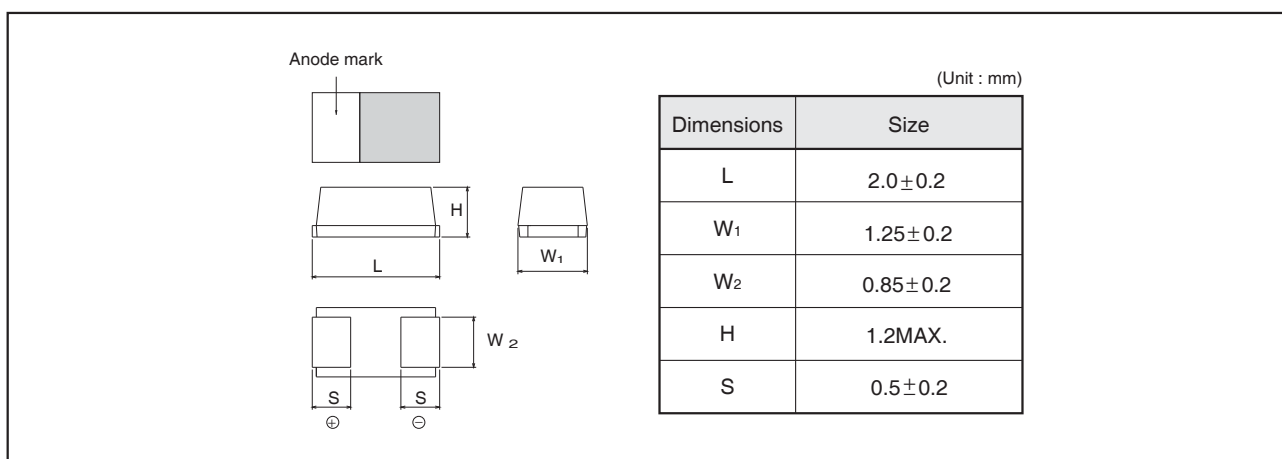 Anode mark
H
L
W₁
W ₂
S
S
⊕
⊖
(Unit : mm)
Dimensions Size
L 2.0±0.2
W1 1.25±0.2
W2 0.85±0.2
H 1.2MAX.
S 0.5±0.2